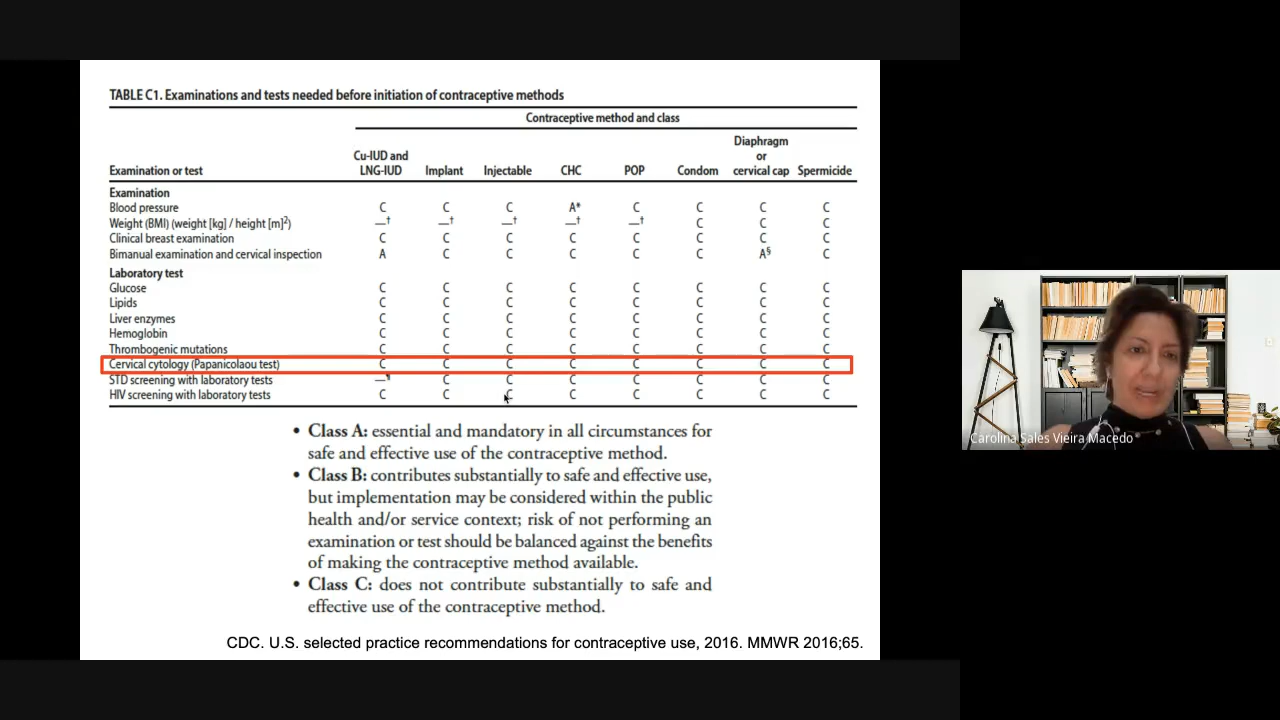 TABLE C1. Examinations and tests needed before initiation of contraceptive methods
Contraceptive method and class
Examination or test Cu-IUD and LNG-IUD Implant Injectable CHC POP Condom Diaphragm or cervical cap Spermicide
Examination
Blood pressure C C C A* C C C C
Weight (BMI) (weight [kg] / height [m]²) —† —† —† —† —† C C C
Clinical breast examination C C C C C C C C
Bimanual examination and cervical inspection A C C C C C A§ C
Laboratory test
Glucose C C C C C C C C
Lipids C C C C C C C C
Liver enzymes C C C C C C C C
Hemoglobin C C C C C C C C
Thrombogenic mutations C C C C C C C C
Cervical cytology (Papanicolaou test) C C C C C C C C
STD screening with laboratory tests —¶ C C C C C C C
HIV screening with laboratory tests C C C C C C C C
• Class A: essential and mandatory in all circumstances for
safe and effective use of the contraceptive method.
• Class B: contributes substantially to safe and effective use,
but implementation may be considered within the public
health and/or service context; risk of not performing an
examination or test should be balanced against the benefits
of making the contraceptive method available.
• Class C: does not contribute substantially to safe and
effective use of the contraceptive method.
CDC. U.S. selected practice recommendations for contraceptive use, 2016. MMWR 2016;65.
Carolina Sales Vieira Macedo